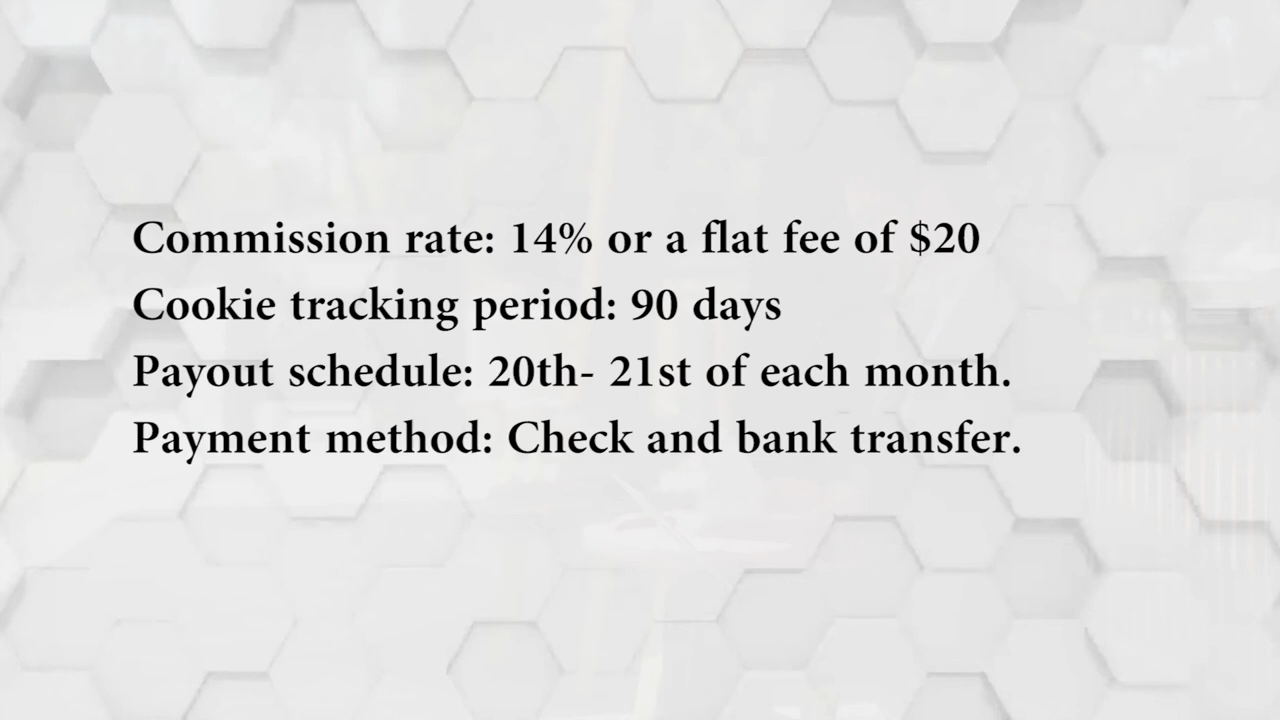 Commission rate: 14% or a flat fee of $20
Cookie tracking period: 90 days
Payout schedule: 20th- 21st of each month.
Payment method: Check and bank transfer.